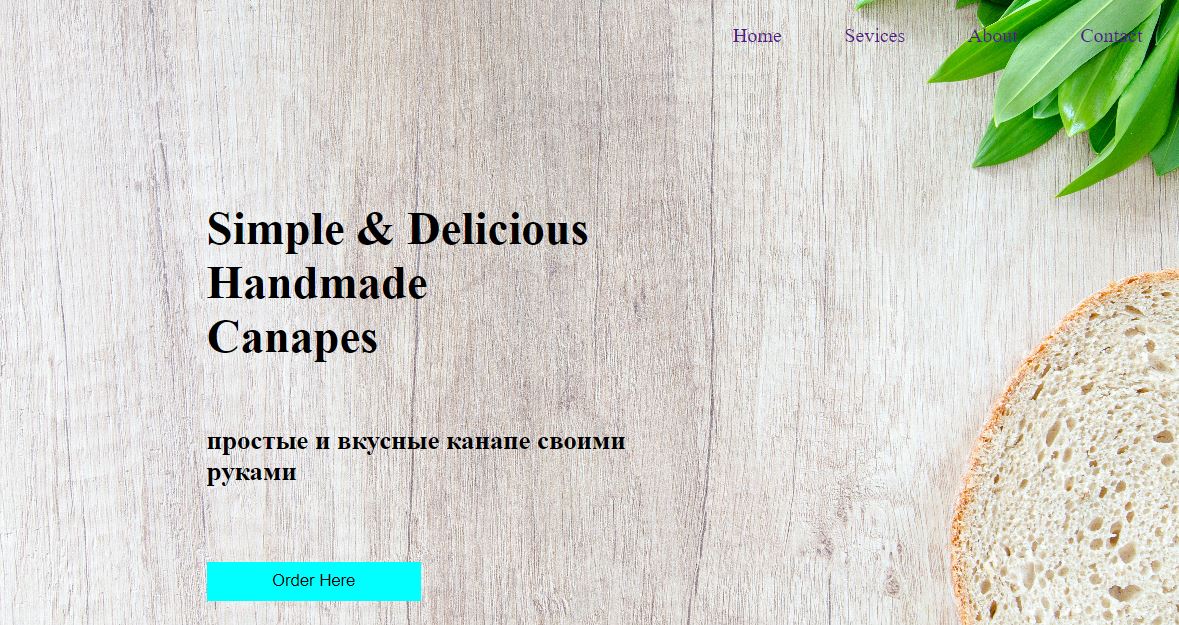 Home Sevices About Contact
Simple & Delicious
Handmade
Canapes
простые и вкусные канапе своими
руками
Order Here